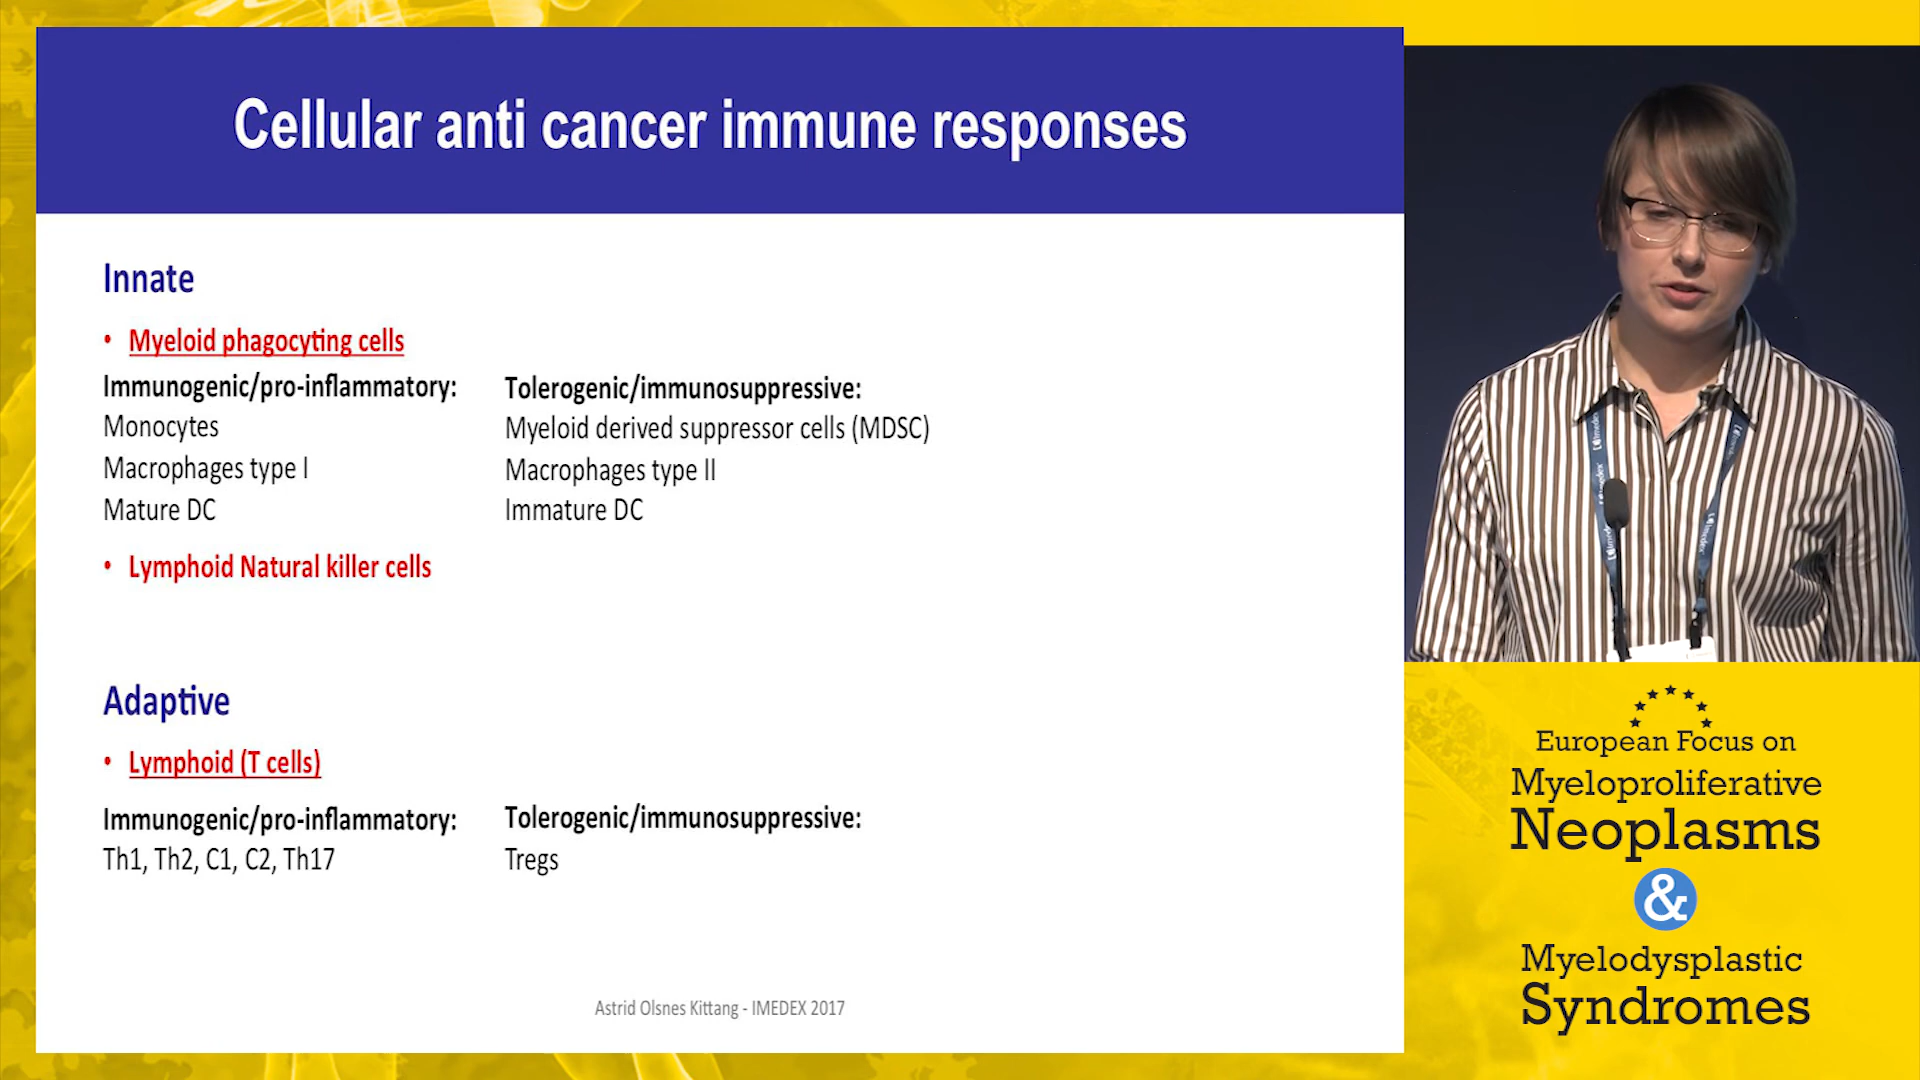 Cellular anti cancer immune responses
Innate
• Myeloid phagocyting cells
Immunogenic/pro-inflammatory:
Tolerogenic/immunosuppressive:
Monocytes
Myeloid derived suppressor cells (MDSC)
Macrophages type I
Macrophages type II
Mature DC
Immature DC
• Lymphoid Natural killer cells
Adaptive
• Lymphoid (T cells)
Immunogenic/pro-inflammatory:
Tolerogenic/immunosuppressive:
Th1, Th2, C1, C2, Th17
Tregs
Astrid Olsnes Kittang - IMEDEX 2017
European Focus on
Myeloproliferative
Neoplasms
&
Myelodysplastic
Syndromes